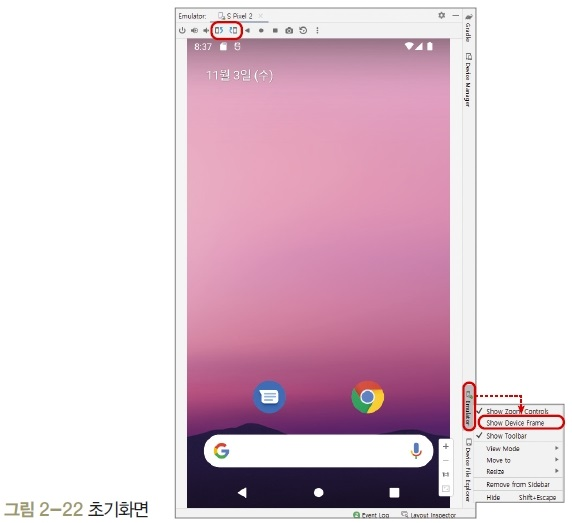 Emulator: S Pixel 2
Gradle
8:37
Device Manager
11월 3일 (수)
Emulator
Show Zoom Controls
Show Device Frame
Show Toolbar
View Mode
Move to
Resize
Remove from Sidebar
Hide Shift+Escape
Device File Explorer
1:1
Event Log Layout Inspector
그림 2-22 초기화면